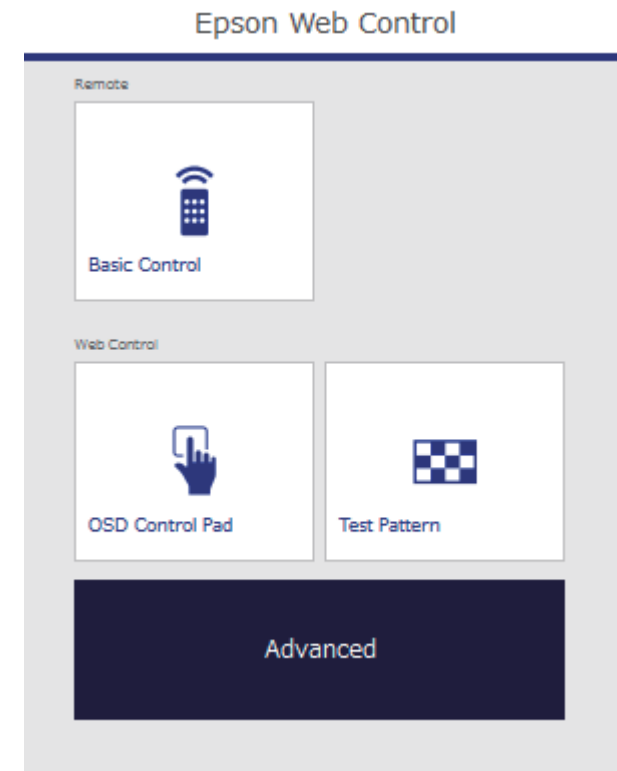 Epson Web Control
Remote
Basic Control
Web Control
OSD Control Pad
Test Pattern
Advanced